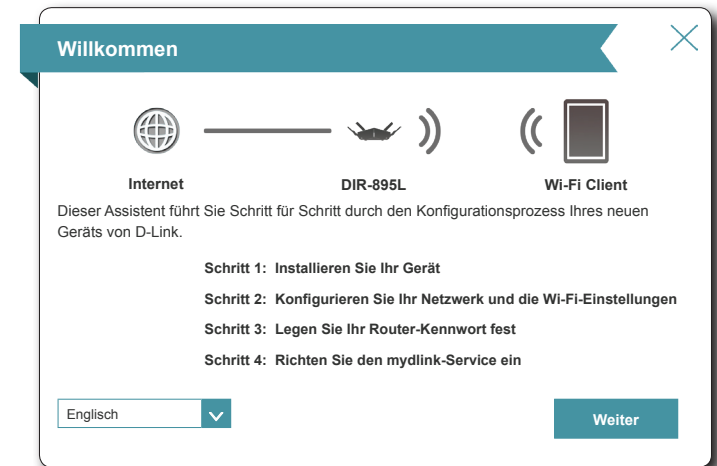 Willkommen
Internet
DIR-895L
Wi-Fi Client
Dieser Assistent führt Sie Schritt für Schritt durch den Konfigurationsprozess Ihres neuen
Geräts von D-Link.
Schritt 1: Installieren Sie Ihr Gerät
Schritt 2: Konfigurieren Sie Ihr Netzwerk und die Wi-Fi-Einstellungen
Schritt 3: Legen Sie Ihr Router-Kennwort fest
Schritt 4: Richten Sie den mydlink-Service ein
Englisch
Weiter